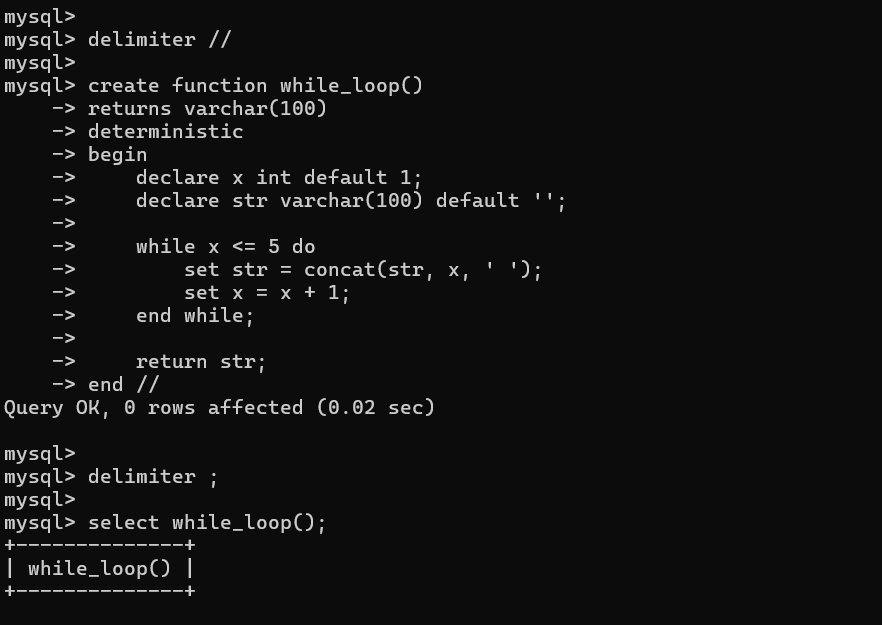 mysql>
mysql> delimiter //
mysql>
mysql> create function while_loop()
    -> returns varchar(100)
    -> deterministic
    -> begin
    ->     declare x int default 1;
    ->     declare str varchar(100) default '';
    ->
    ->     while x <= 5 do
    ->         set str = concat(str, x, ' ');
    ->         set x = x + 1;
    ->     end while;
    ->
    ->     return str;
    -> end //
Query OK, 0 rows affected (0.02 sec)

mysql>
mysql> delimiter ;
mysql>
mysql> select while_loop();
+--------------+
| while_loop() |
+--------------+